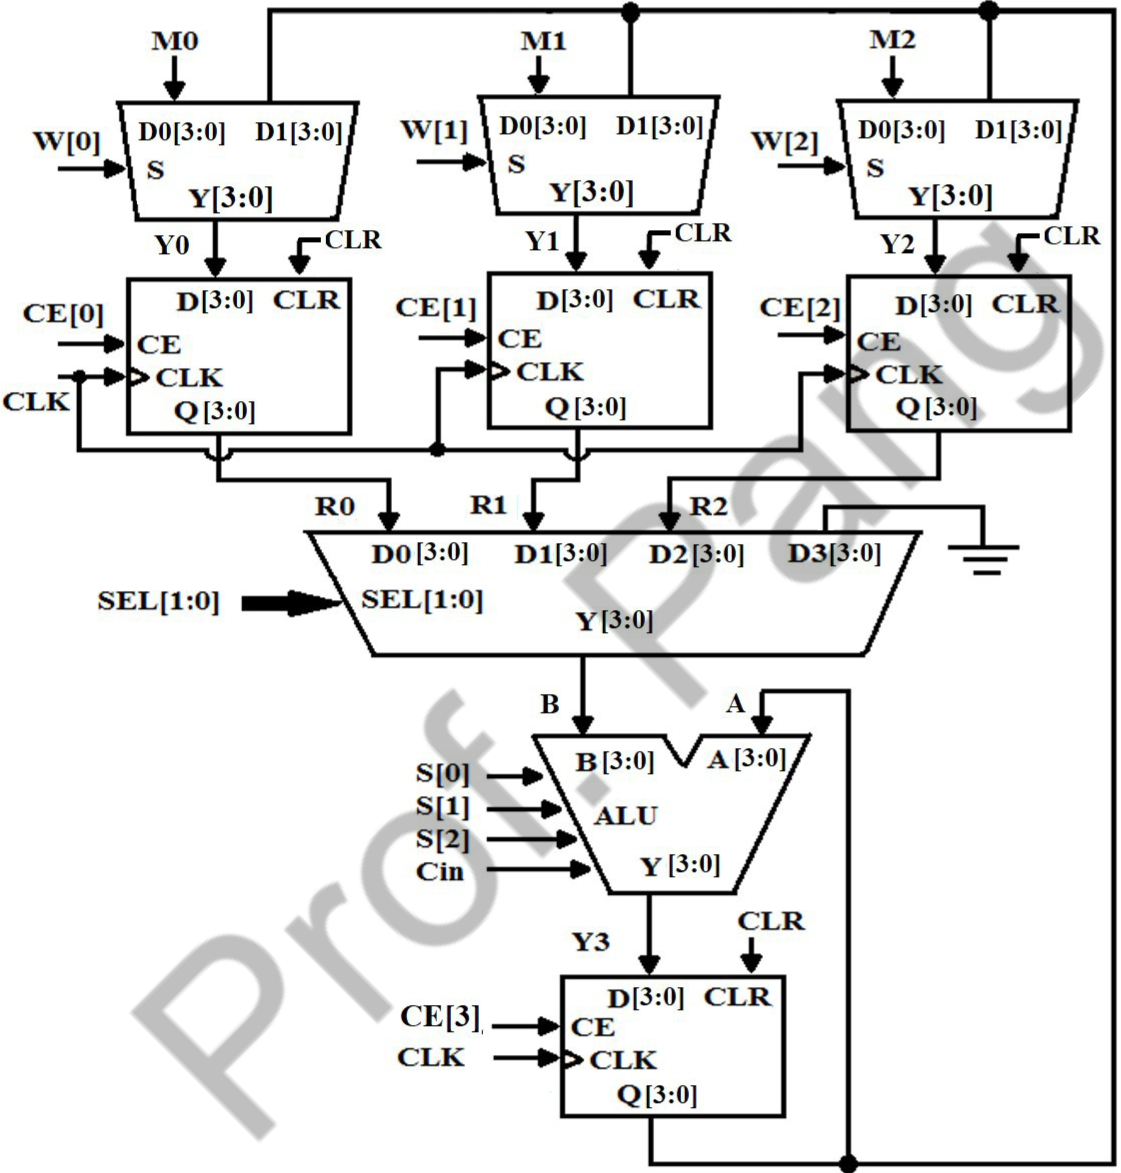 M0 M1 M2
D0[3:0] D1[3:0] D0[3:0] D1[3:0] D0[3:0] D1[3:0]
W[0] W[1] W[2]
S S S
Y[3:0] Y[3:0] Y[3:0]
Y0 CLR Y1 CLR Y2 CLR
D[3:0] CLR D[3:0] CLR D[3:0] CLR
CE[0] CE[1] CE[2]
CE CE CE
CLK CLK CLK
CLK
Q[3:0] Q[3:0] Q[3:0]
R0 R1 R2
D0[3:0] D1[3:0] D2[3:0] D3[3:0]
SEL[1:0] SEL[1:0]
Y[3:0]
B A
B[3:0] A[3:0]
S[0]
S[1] ALU
S[2]
Cin Y[3:0]
CLR
Y3
D[3:0] CLR
CE[3] CE
CLK CLK
Q[3:0]
Prof. Pang